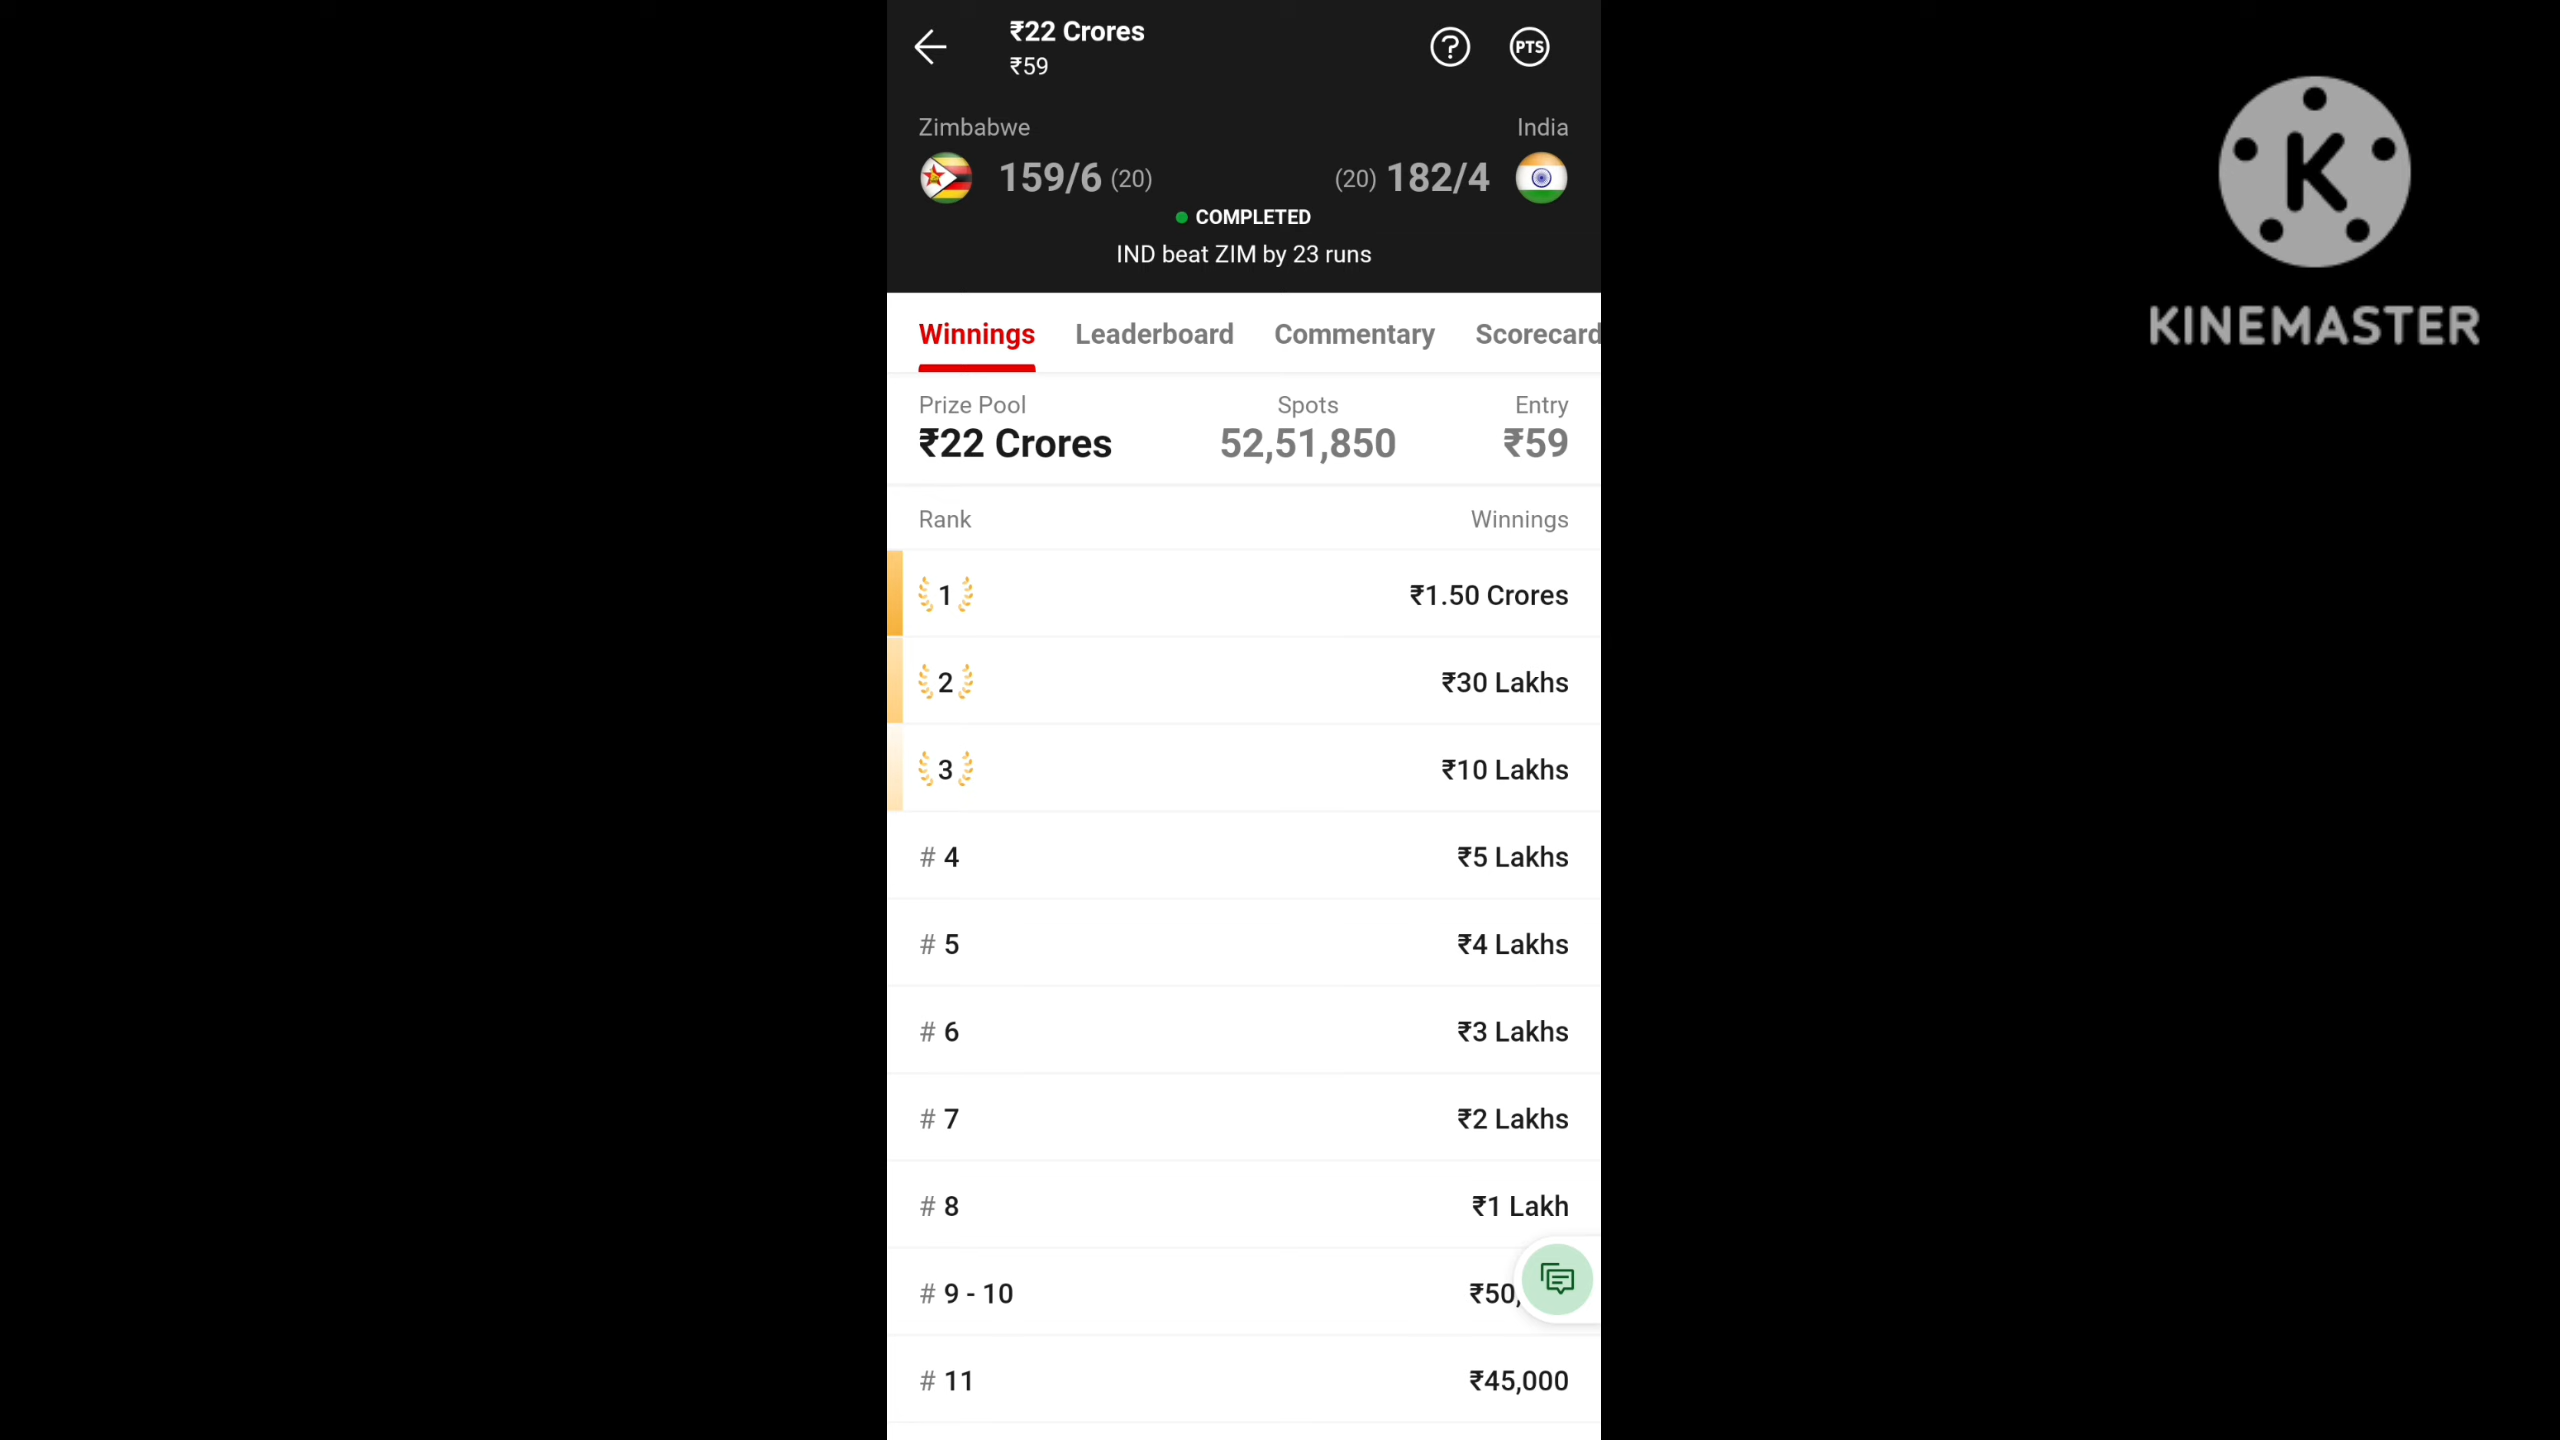 ₹22 Crores
₹59
PTS
Zimbabwe
India
159/6 (20)
(20) 182/4
COMPLETED
IND beat ZIM by 23 runs
Winnings Leaderboard Commentary Scorecard
Prize Pool Spots Entry
₹22 Crores 52,51,850 ₹59
Rank Winnings
1 ₹1.50 Crores
2 ₹30 Lakhs
3 ₹10 Lakhs
# 4 ₹5 Lakhs
# 5 ₹4 Lakhs
# 6 ₹3 Lakhs
# 7 ₹2 Lakhs
# 8 ₹1 Lakh
# 9 - 10 ₹50,
# 11 ₹45,000
K
KINEMASTER